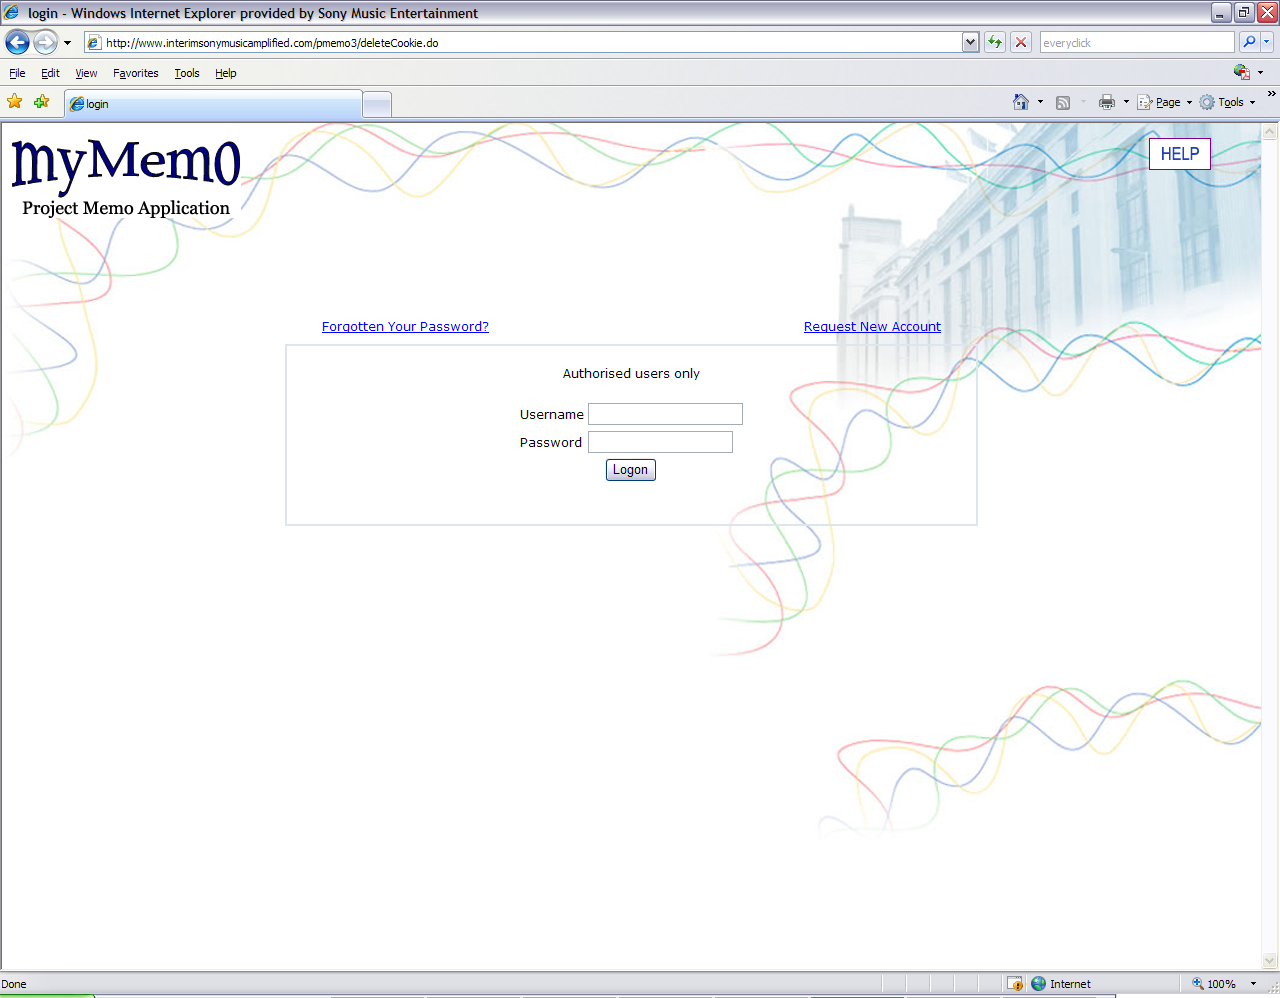 login - Windows Internet Explorer provided by Sony Music Entertainment
http://www.interimsonymusicamplified.com/pmemo3/deleteCookie.do
everyclick
File Edit View Favorites Tools Help
login
Page Tools »
myMemo
Project Memo Application
HELP
Forgotten Your Password?
Request New Account
Authorised users only
Username
Password
Logon
Done
Internet
100%